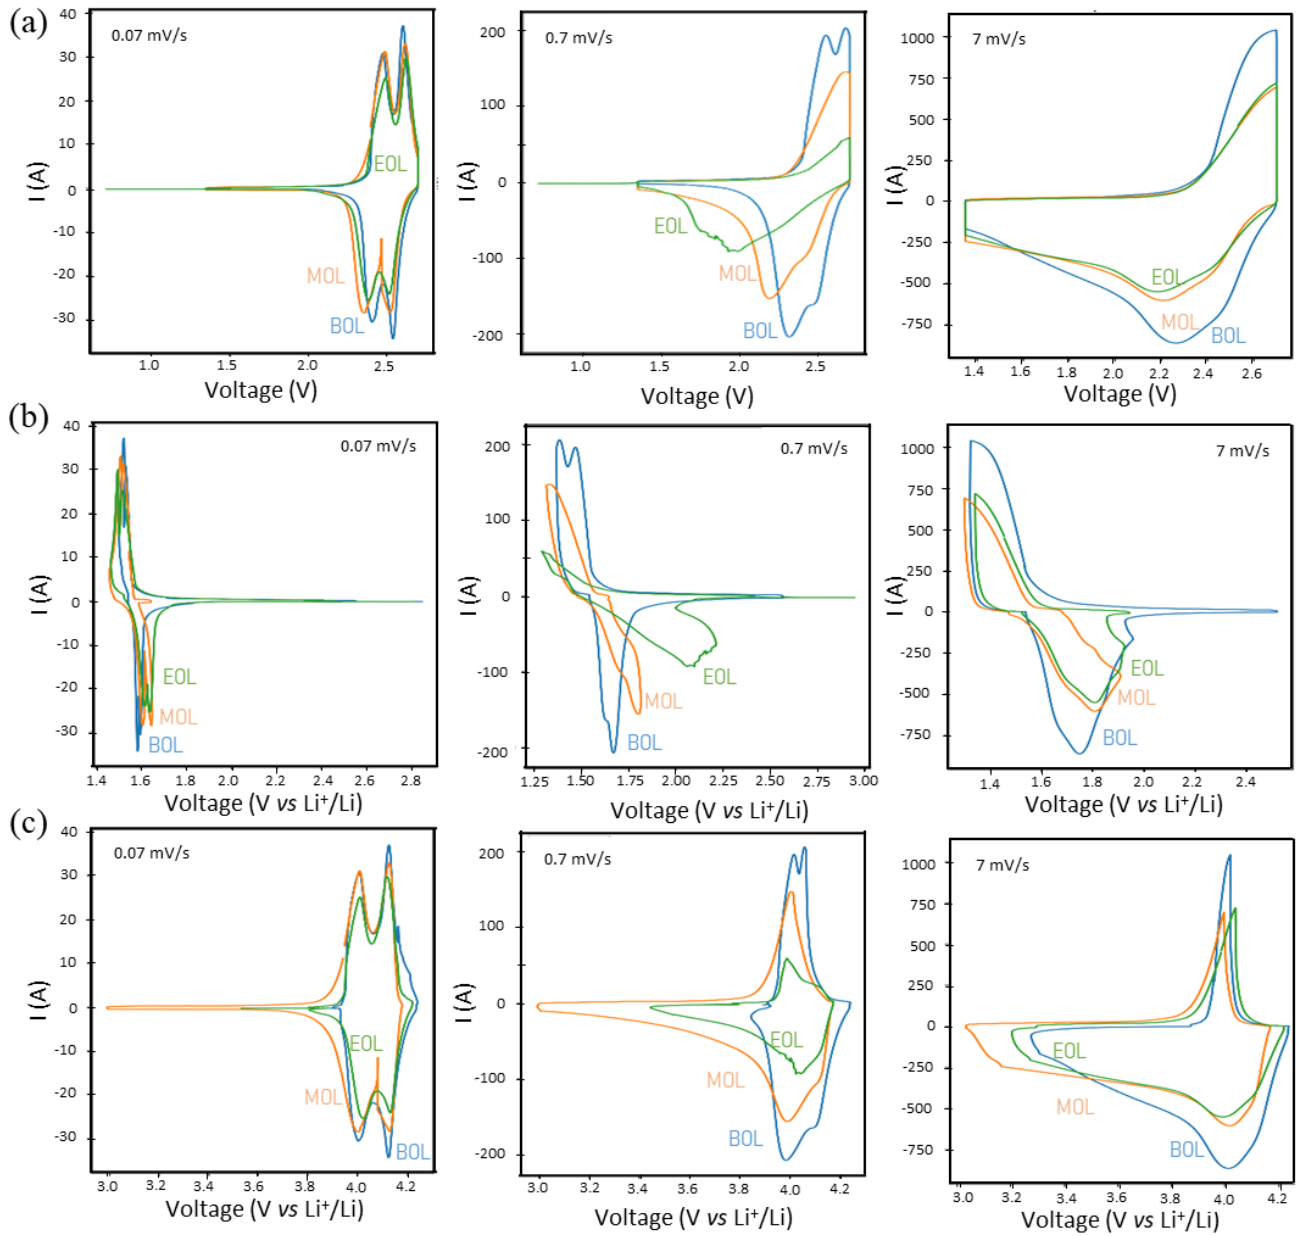 (a)
0.07 mV/s
I (A)
40
30
20
10
0
-10
-20
-30
EOL
MOL
BOL
1.0 1.5 2.0 2.5
Voltage (V)
0.7 mV/s
I (A)
200
100
0
-100
-200
EOL
MOL
BOL
1.0 1.5 2.0 2.5
Voltage (V)
7 mV/s
I (A)
1000
750
500
250
0
-250
-500
-750
EOL
MOL
BOL
1.4 1.6 1.8 2.0 2.2 2.4 2.6
Voltage (V)
(b)
0.07 mV/s
I (A)
40
30
20
10
0
-10
-20
-30
EOL
MOL
BOL
1.4 1.6 1.8 2.0 2.2 2.4 2.6 2.8
Voltage (V vs Li⁺/Li)
0.7 mV/s
I (A)
200
100
0
-100
-200
EOL
MOL
BOL
1.25 1.50 1.75 2.00 2.25 2.50 2.75 3.00
Voltage (V vs Li⁺/Li)
7 mV/s
I (A)
1000
750
500
250
0
-250
-500
-750
EOL
MOL
BOL
1.4 1.6 1.8 2.0 2.2 2.4
Voltage (V vs Li⁺/Li)
(c)
0.07 mV/s
I (A)
40
30
20
10
0
-10
-20
-30
EOL
MOL
BOL
3.0 3.2 3.4 3.6 3.8 4.0 4.2
Voltage (V vs Li⁺/Li)
0.7 mV/s
I (A)
200
100
0
-100
-200
EOL
MOL
BOL
3.0 3.2 3.4 3.6 3.8 4.0 4.2
Voltage (V vs Li⁺/Li)
7 mV/s
I (A)
1000
750
500
250
0
-250
-500
-750
EOL
MOL
BOL
3.0 3.2 3.4 3.6 3.8 4.0 4.2
Voltage (V vs Li⁺/Li)